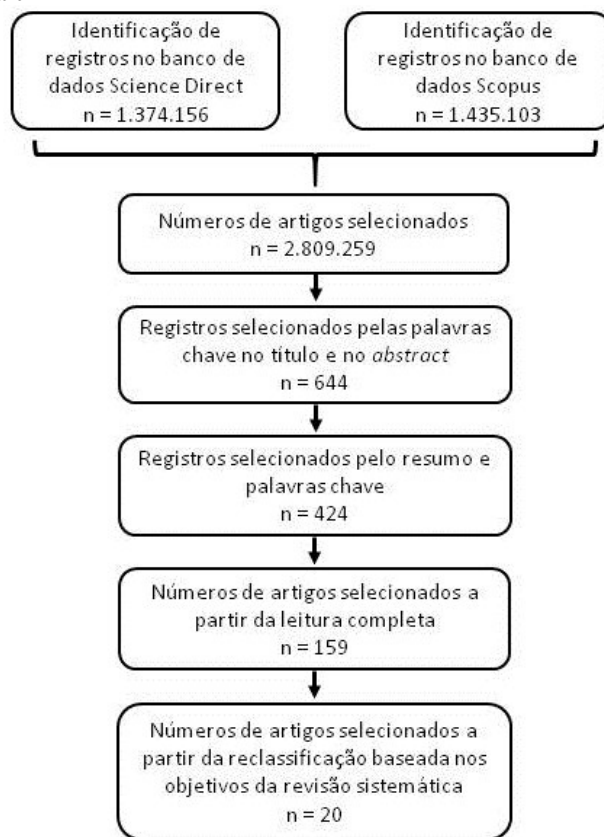 Identificação de
registros no banco de
dados Science Direct
n = 1.374.156
Identificação de
registros no banco de
dados Scopus
n = 1.435.103
Números de artigos selecionados
n = 2.809.259
Registros selecionados pelas palavras
chave no título e no abstract
n = 644
Registros selecionados pelo resumo e
palavras chave
n = 424
Números de artigos selecionados a
partir da leitura completa
n = 159
Números de artigos selecionados a
partir da reclassificação baseada nos
objetivos da revisão sistemática
n = 20